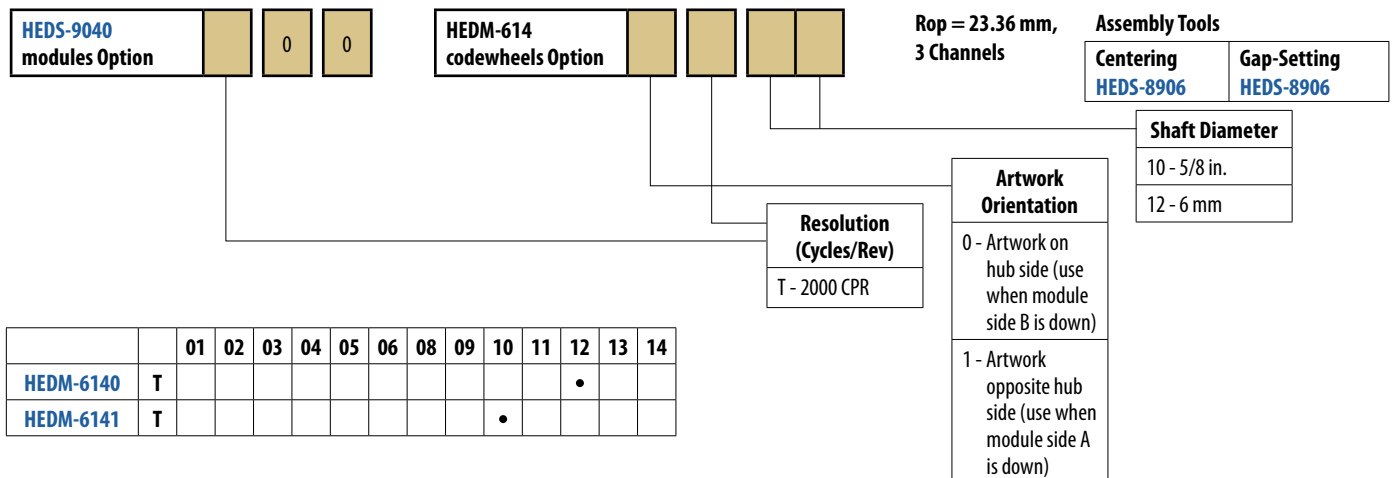 HEDS-9040
modules Option
0
0
HEDM-614
codewheels Option
Rop = 23.36 mm,
3 Channels
Assembly Tools
Centering
HEDS-8906
Gap-Setting
HEDS-8906
Shaft Diameter
10 - 5/8 in.
12 - 6 mm
Artwork
Orientation
0 - Artwork on
hub side (use
when module
side B is down)
1 - Artwork
opposite hub
side (use when
module side A
is down)
Resolution
(Cycles/Rev)
T - 2000 CPR
01 02 03 04 05 06 08 09 10 11 12 13 14
HEDM-6140 T •
HEDM-6141 T •